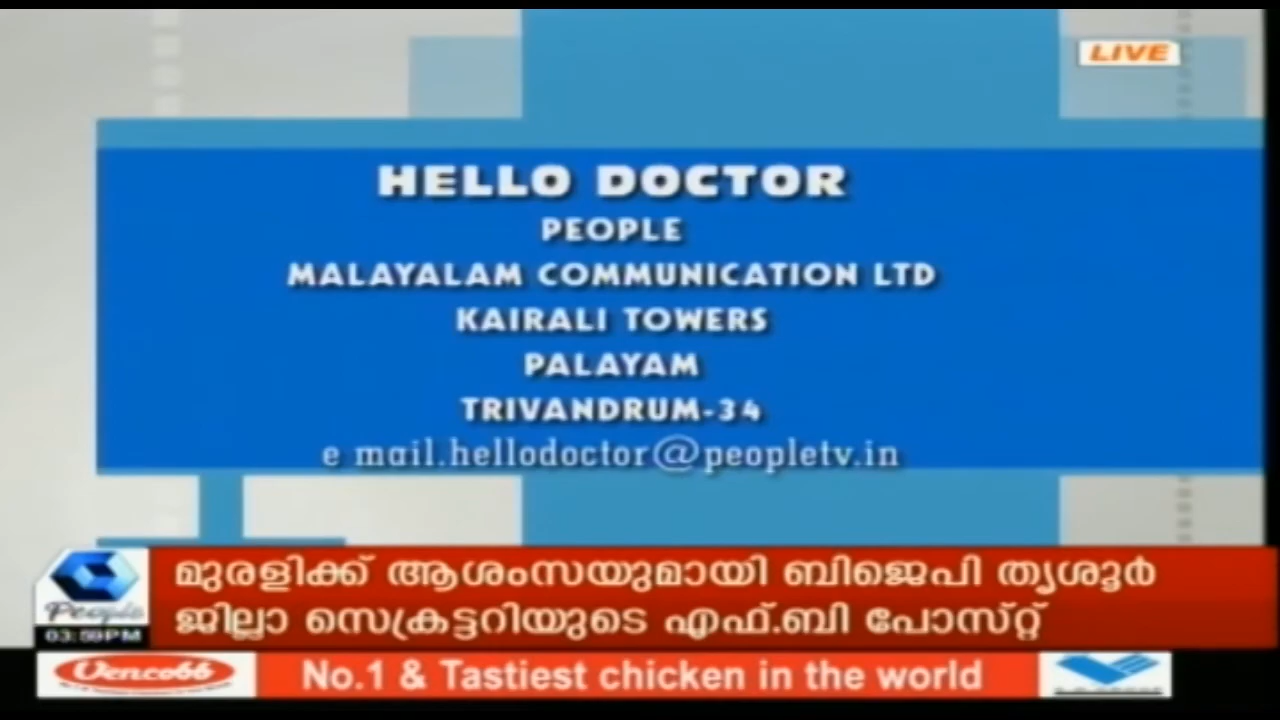 LIVE
HELLO DOCTOR
PEOPLE
MALAYALAM COMMUNICATION LTD
KAIRALI TOWERS
PALAYAM
TRIVANDRUM-34
e mail.hellodoctor@peopletv.in
മുരളിക്ക് ആശംസയുമായി ബിജെപി തൃശൂർ
ജില്ലാ സെക്രട്ടറിയുടെ എഫ്.ബി പോസ്റ്റ്
People
03:59PM
Vencobb
No.1 & Tastiest chicken in the world